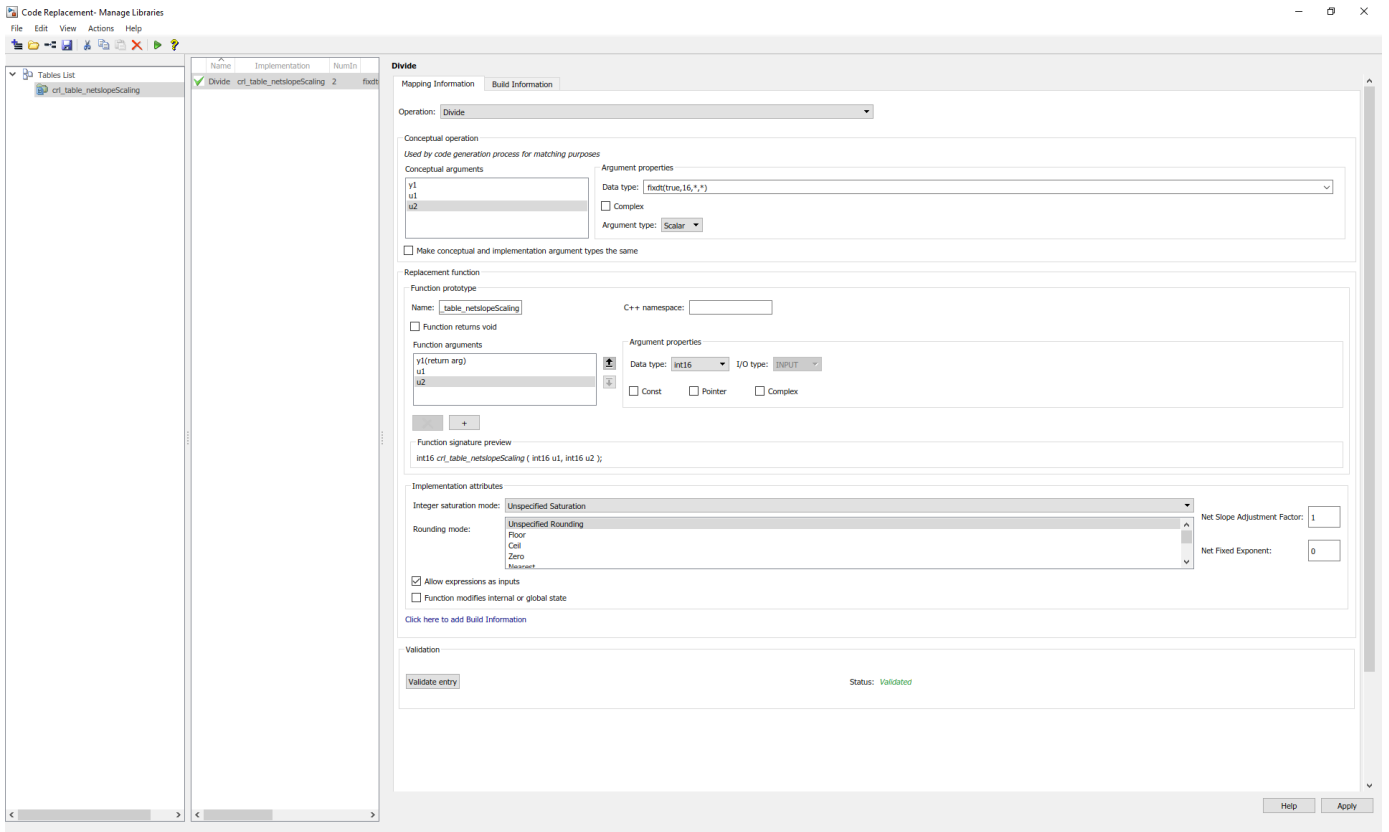 Code Replacement- Manage Libraries
File Edit View Actions Help
Tables List
crl_table_netslopeScaling
Name Implementation NumIn
Divide crl_table_netslopeScaling 2 fixdt
Divide
Mapping Information Build Information
Operation: Divide
Conceptual operation
Used by code generation process for matching purposes
Conceptual arguments
y1
u1
u2
Argument properties
Data type: fixdt(true,16,*,*)
Complex
Argument type: Scalar
Make conceptual and implementation argument types the same
Replacement function
Function prototype
Name: _table_netslopeScaling C++ namespace:
Function returns void
Function arguments
y1(return arg)
u1
u2
Argument properties
Data type: int16 I/O type: INPUT
Const Pointer Complex
+
Function signature preview
int16 crl_table_netslopeScaling ( int16 u1, int16 u2 );
Implementation attributes
Integer saturation mode: Unspecified Saturation
Rounding mode:
Unspecified Rounding
Floor
Ceil
Zero
Nearest
Net Slope Adjustment Factor: 1
Net Fixed Exponent: 0
Allow expressions as inputs
Function modifies internal or global state
Click here to add Build Information
Validation
Validate entry Status: Validated
Help Apply